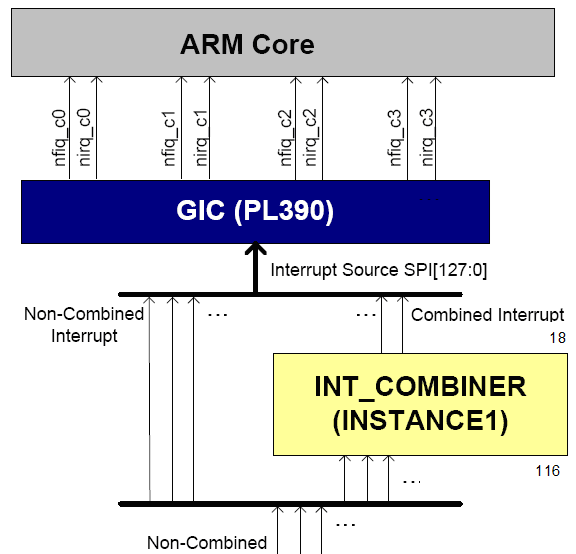 ARM Core
nfiq_c0
nirq_c0
nfiq_c1
nirq_c1
nfiq_c2
nirq_c2
nfiq_c3
nirq_c3
GIC (PL390)
Interrupt Source SPI[127:0]
Non-Combined
Interrupt
...
...
Combined Interrupt
18
INT_COMBINER
(INSTANCE1)
116
...
...
Non-Combined